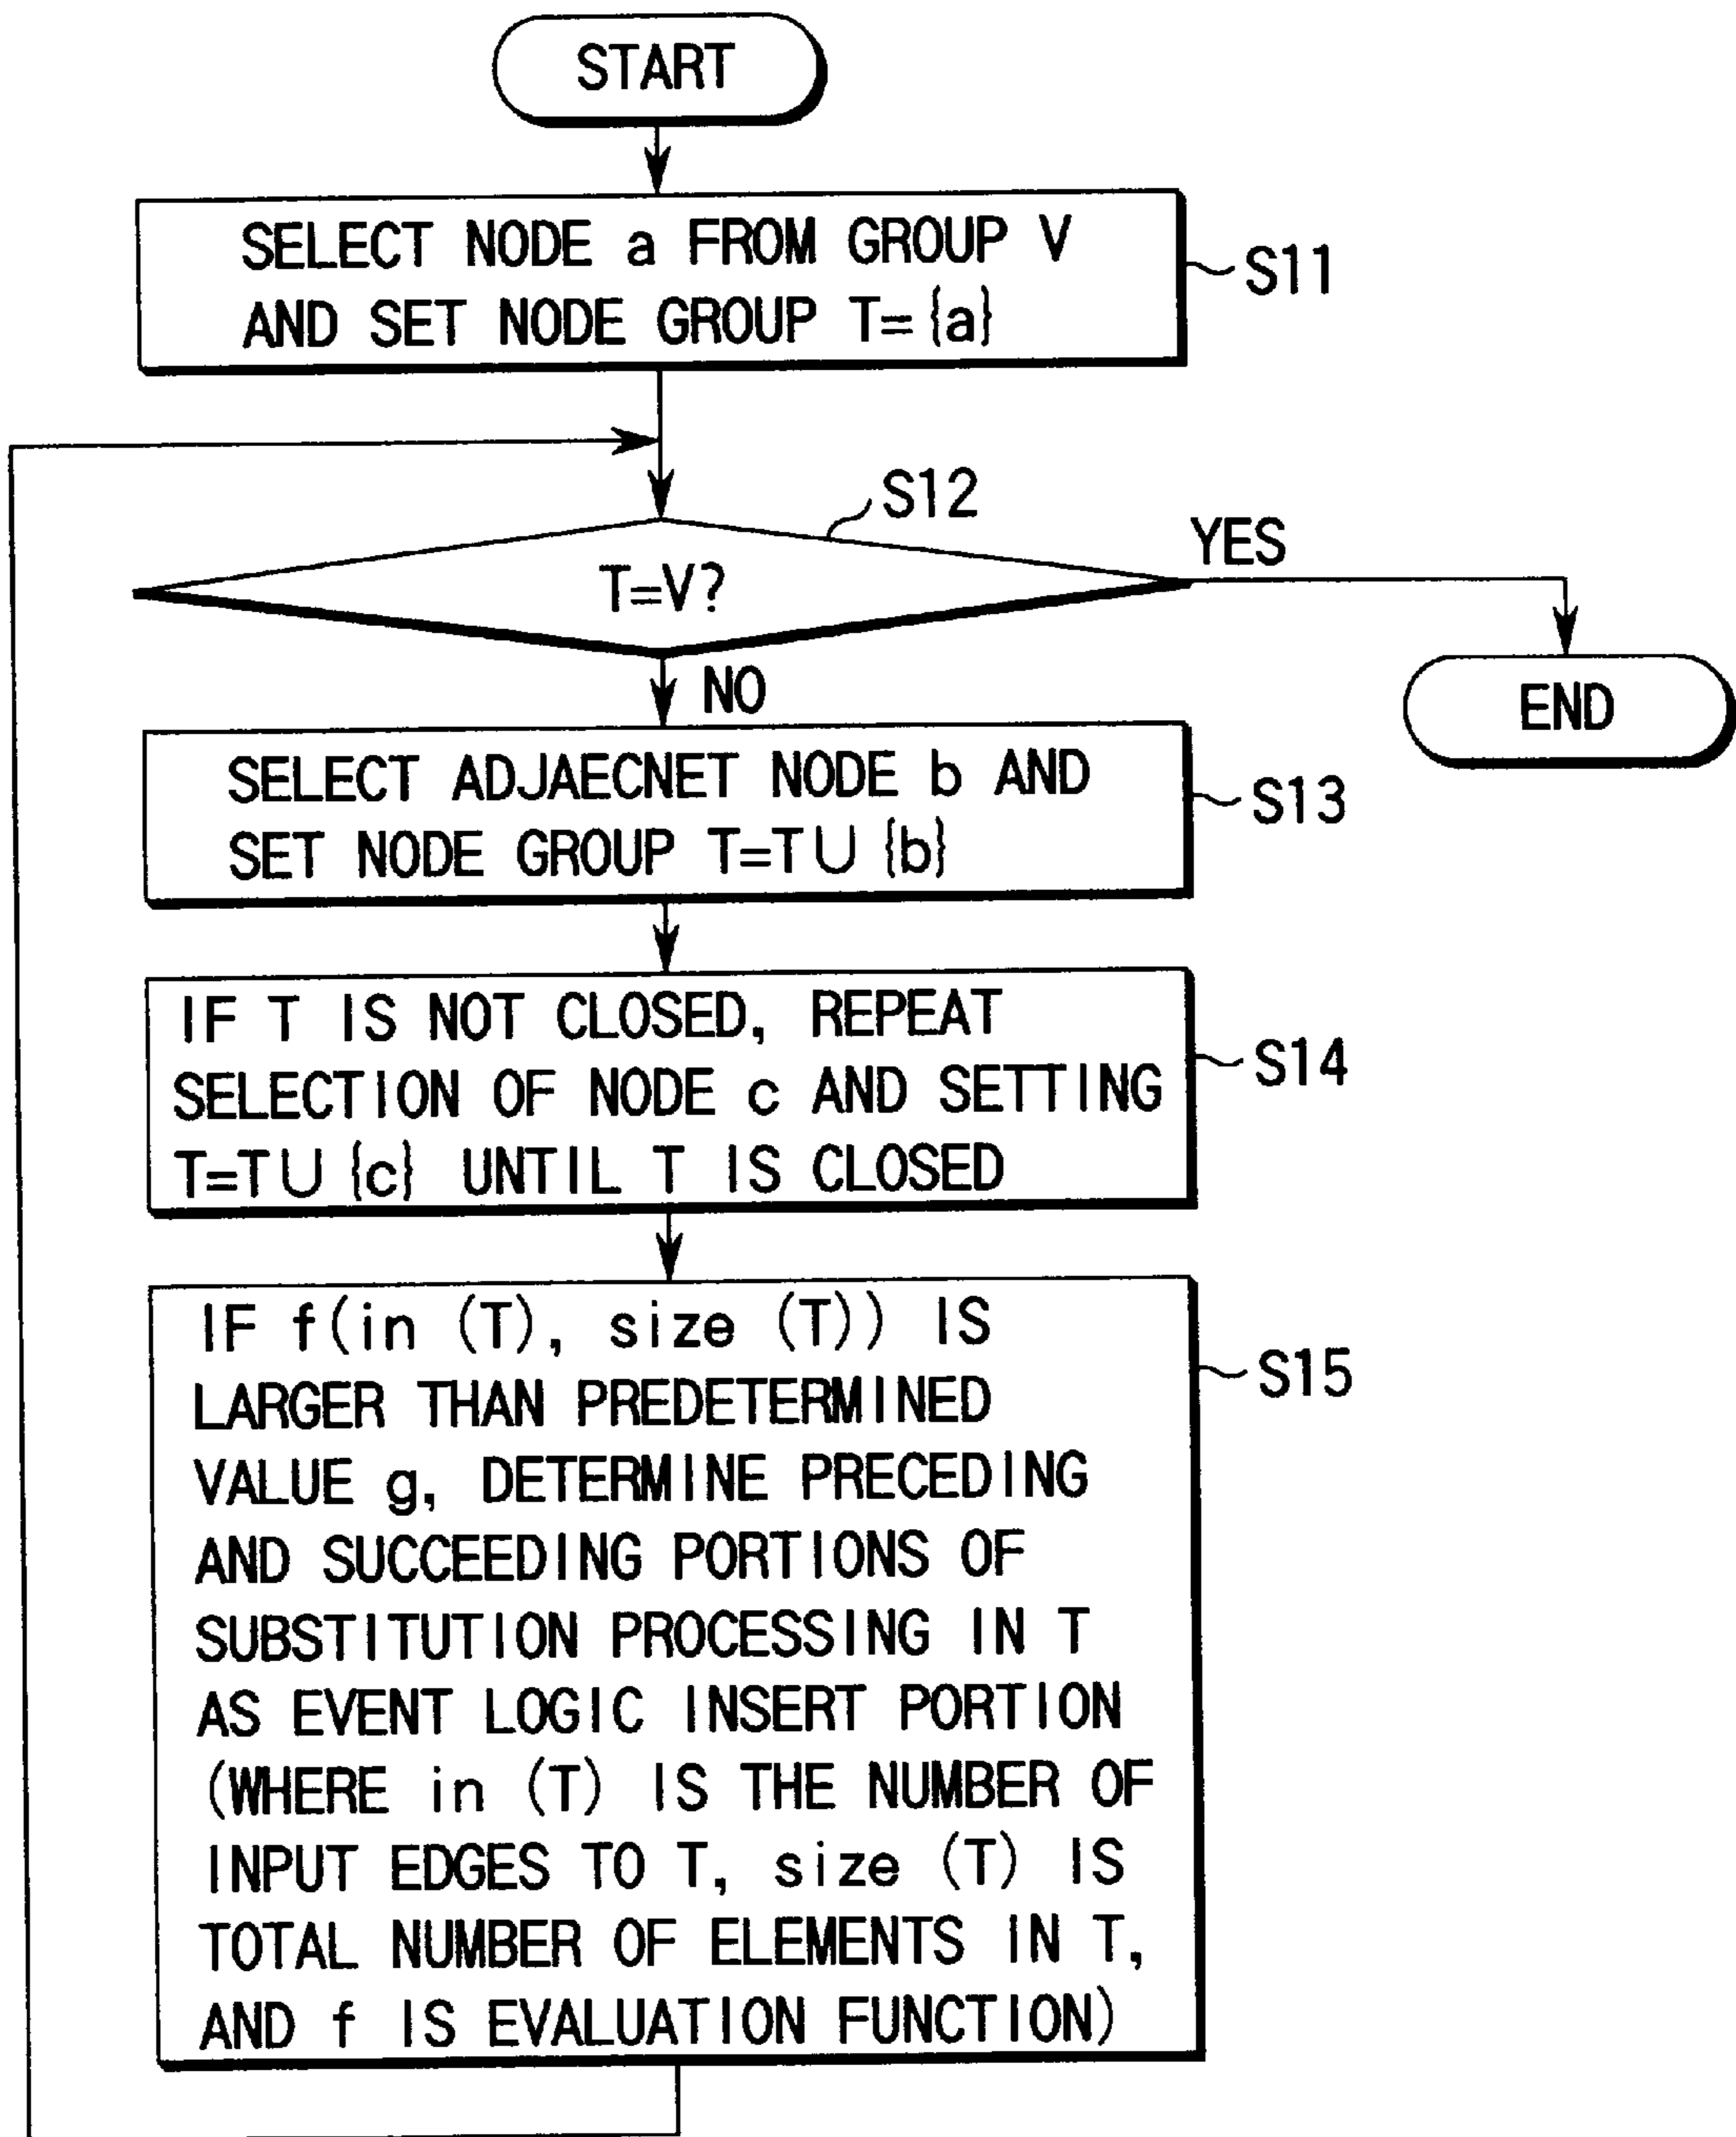 START
SELECT NODE a FROM GROUP V
AND SET NODE GROUP T={a}
S11
S12
YES
T=V?
NO
END
SELECT ADJAECNET NODE b AND
SET NODE GROUP T=T∪{b}
S13
IF T IS NOT CLOSED, REPEAT
SELECTION OF NODE c AND SETTING
T=T∪{c} UNTIL T IS CLOSED
S14
IF f(in (T), size (T)) IS
LARGER THAN PREDETERMINED
VALUE g, DETERMINE PRECEDING
AND SUCCEEDING PORTIONS OF
SUBSTITUTION PROCESSING IN T
AS EVENT LOGIC INSERT PORTION
(WHERE in (T) IS THE NUMBER OF
INPUT EDGES TO T, size (T) IS
TOTAL NUMBER OF ELEMENTS IN T,
AND f IS EVALUATION FUNCTION)
S15